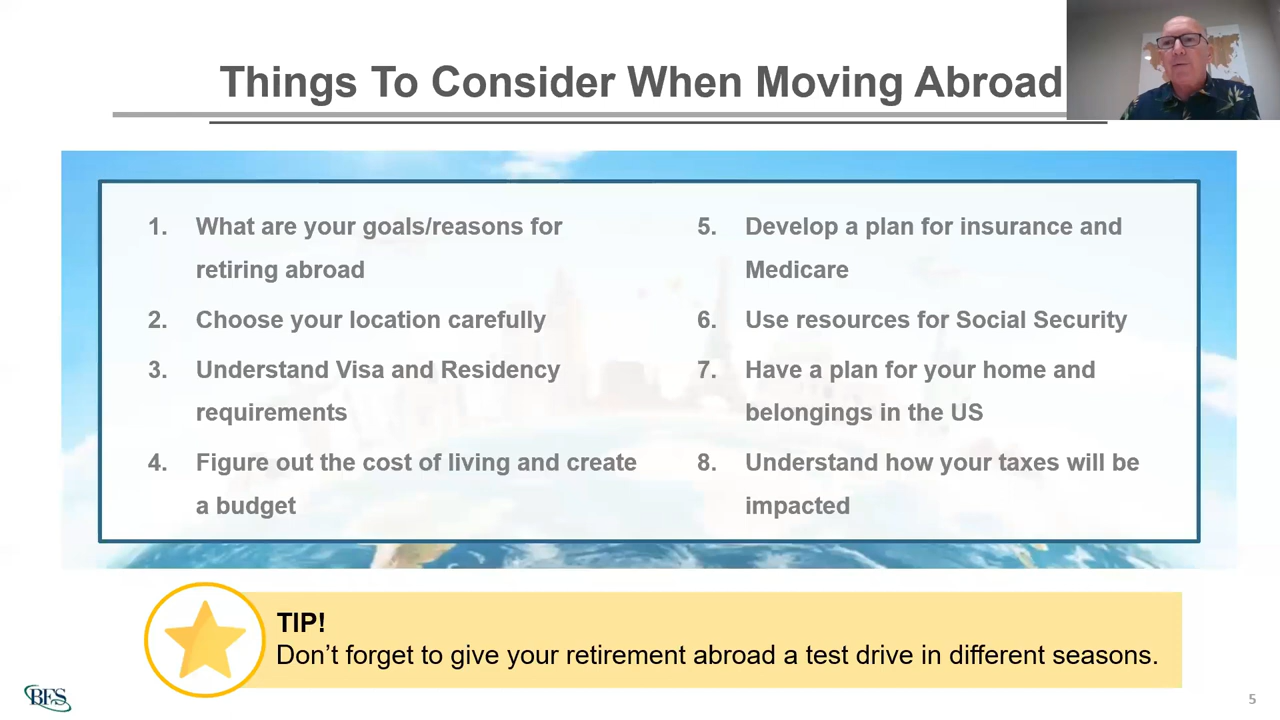 Things To Consider When Moving Abroad
1. What are your goals/reasons for
retiring abroad
2. Choose your location carefully
3. Understand Visa and Residency
requirements
4. Figure out the cost of living and create
a budget
5. Develop a plan for insurance and
Medicare
6. Use resources for Social Security
7. Have a plan for your home and
belongings in the US
8. Understand how your taxes will be
impacted
TIP!
Don’t forget to give your retirement abroad a test drive in different seasons.
BFS
5